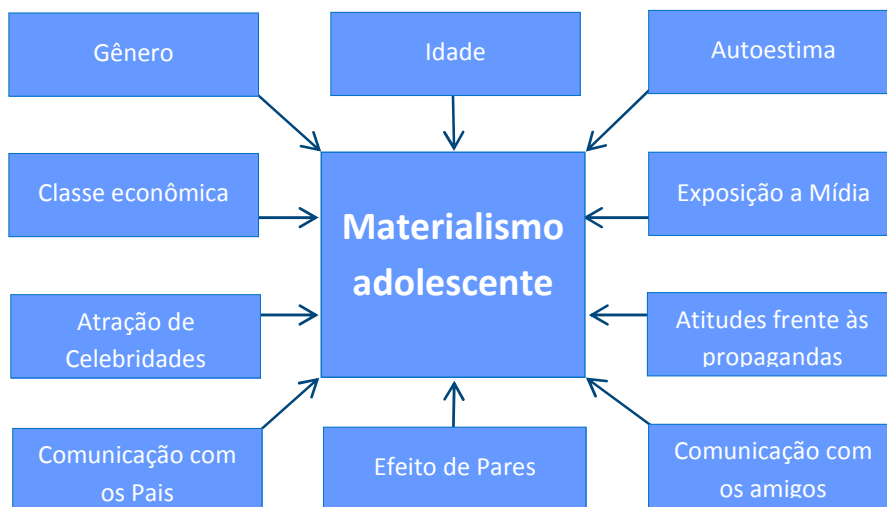 Gênero
Idade
Autoestima
Classe econômica
Materialismo
adolescente
Exposição a Mídia
Atração de
Celebridades
Atitudes frente às
propagandas
Comunicação com
os Pais
Efeito de Pares
Comunicação com
os amigos